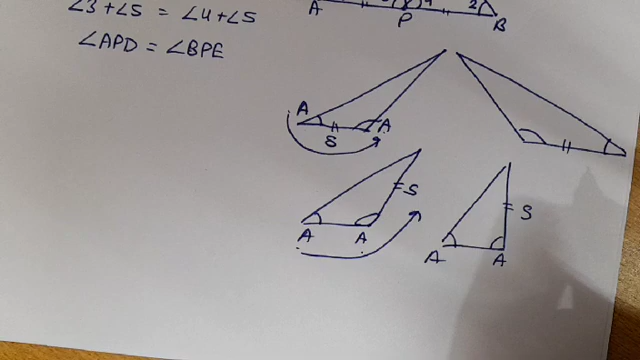 ∠3 + ∠5 = ∠4 + ∠5
∠APD = ∠BPE
A
P
2
B
A
A
S
S
A
A
S
A
A